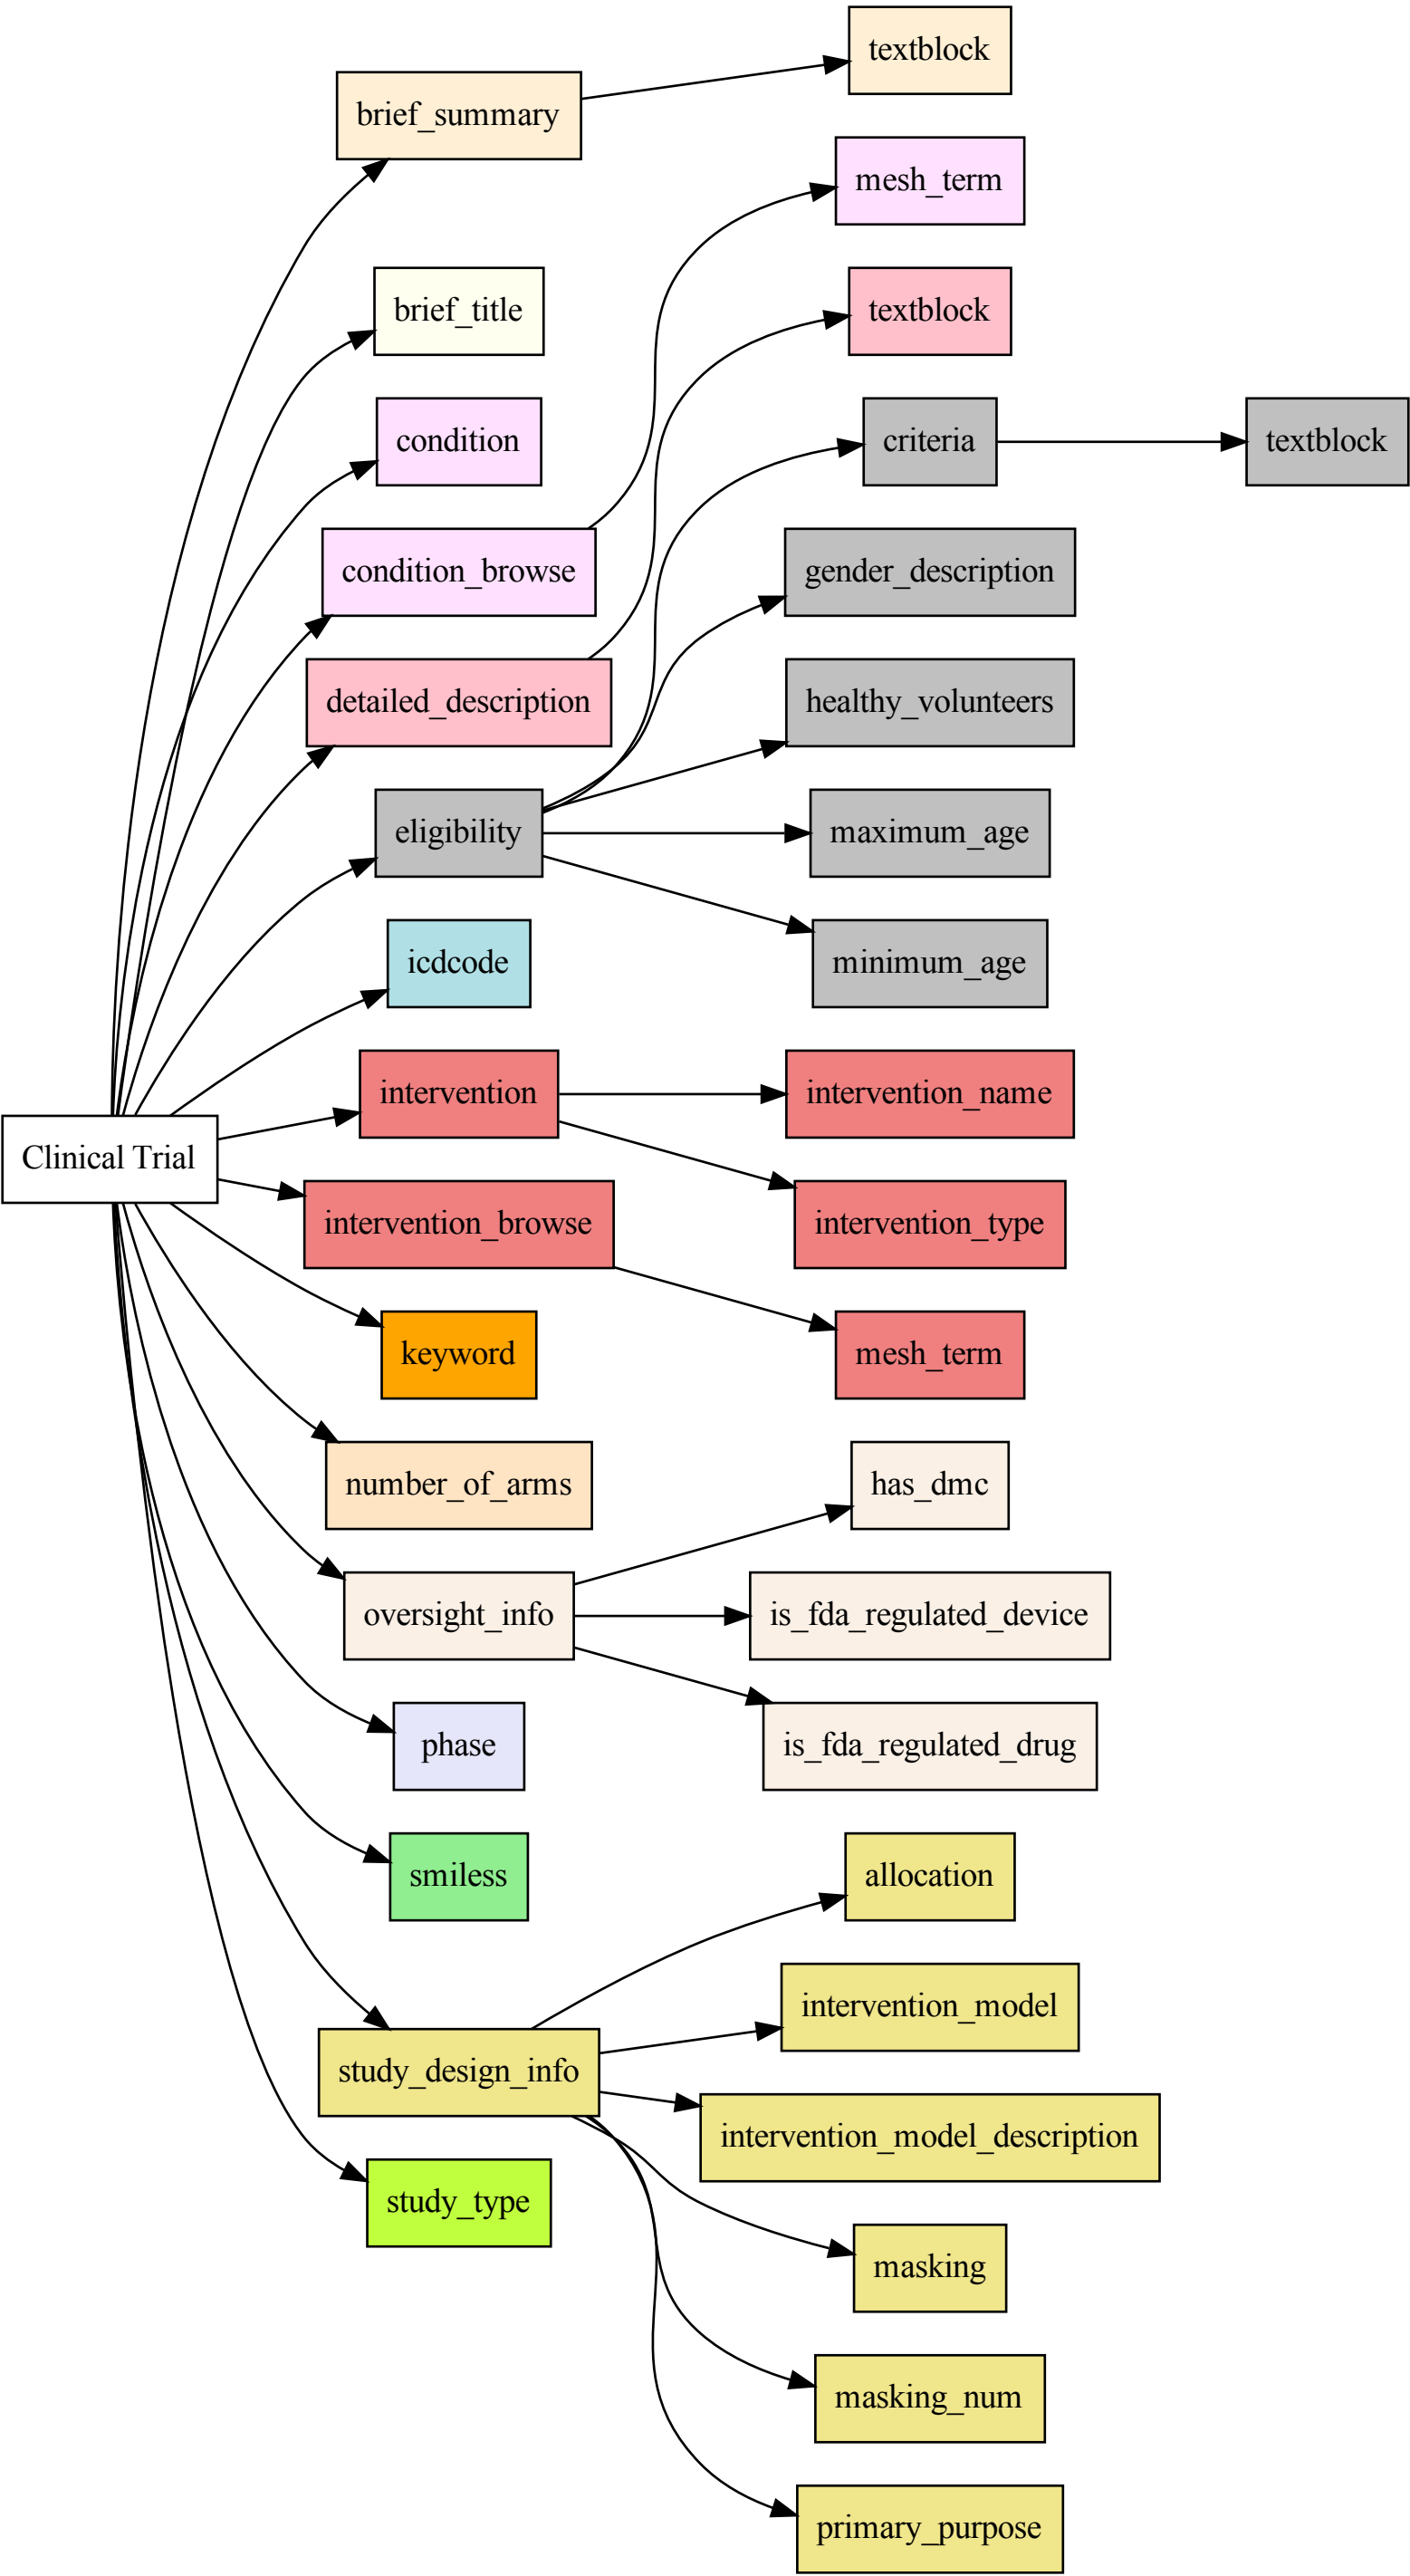 Clinical Trial
brief_summary
textblock
brief_title
condition
condition_browse
mesh_term
detailed_description
textblock
eligibility
criteria
textblock
gender_description
healthy_volunteers
maximum_age
minimum_age
icdcode
intervention
intervention_name
intervention_type
intervention_browse
mesh_term
keyword
number_of_arms
oversight_info
has_dmc
is_fda_regulated_device
is_fda_regulated_drug
phase
smiless
study_design_info
allocation
intervention_model
intervention_model_description
masking
masking_num
primary_purpose
study_type